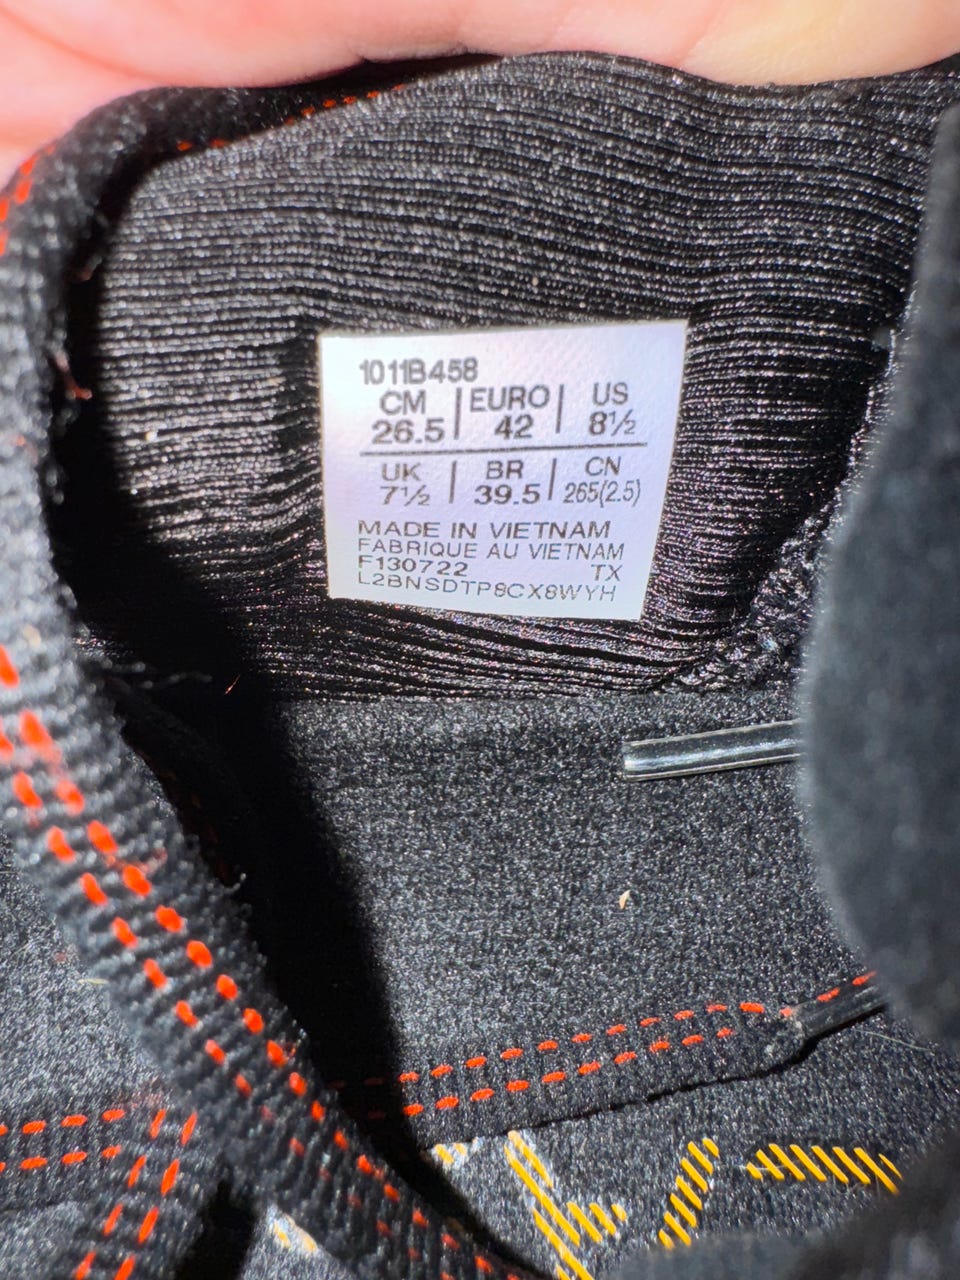 1011B458
CM | EURO | US
26.5 | 42 | 8½
UK | BR | CN
7½ | 39.5 | 265(2.5)
MADE IN VIETNAM
FABRIQUE AU VIETNAM
F130722 TX
L2BNSDTP8CX8WYH